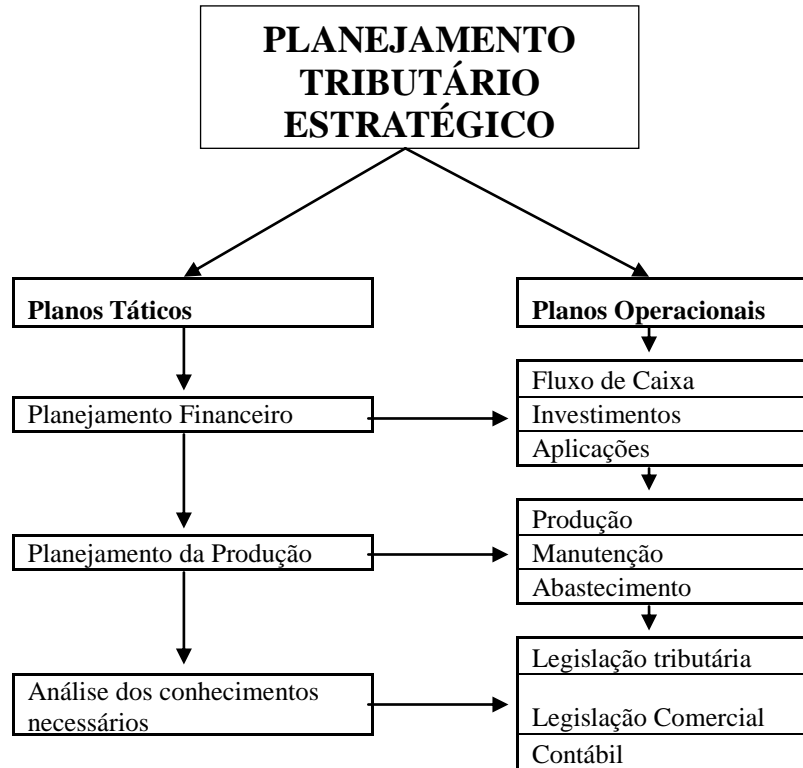 PLANEJAMENTO
TRIBUTÁRIO
ESTRATÉGICO
Planos Táticos
Planos Operacionais
Planejamento Financeiro
Fluxo de Caixa
Investimentos
Aplicações
Planejamento da Produção
Produção
Manutenção
Abastecimento
Análise dos conhecimentos
necessários
Legislação tributária
Legislação Comercial
Contábil